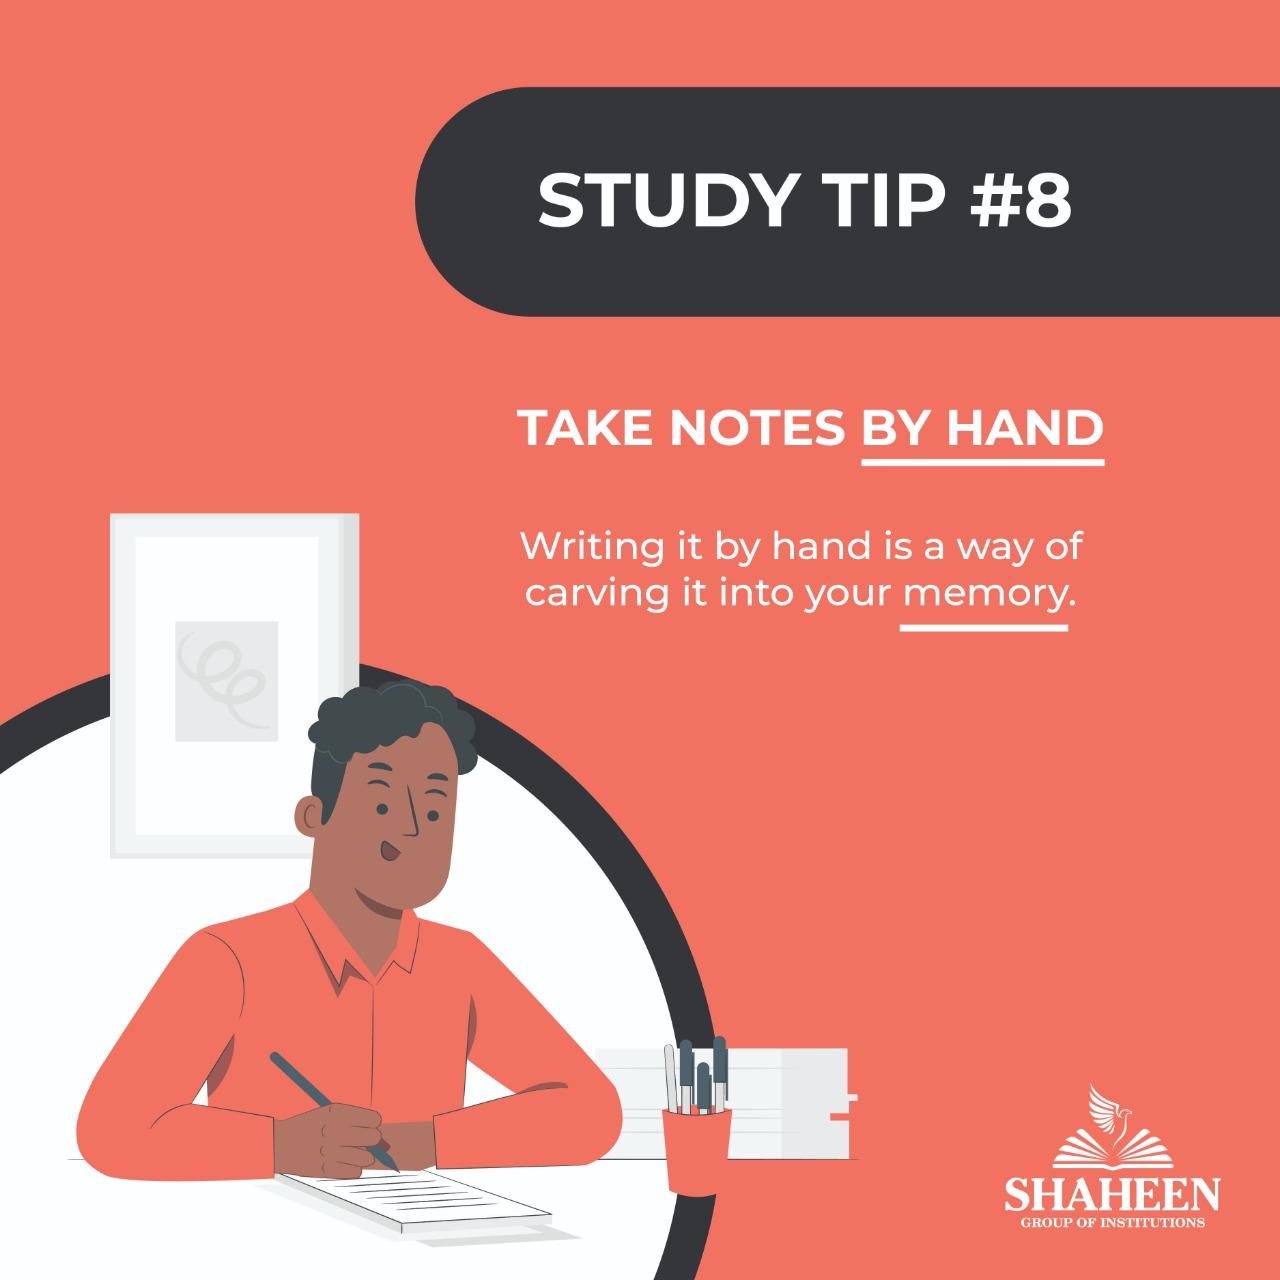 STUDY TIP #8
TAKE NOTES BY HAND
Writing it by hand is a way of
carving it into your memory.
SHAHEEN
GROUP OF INSTITUTIONS